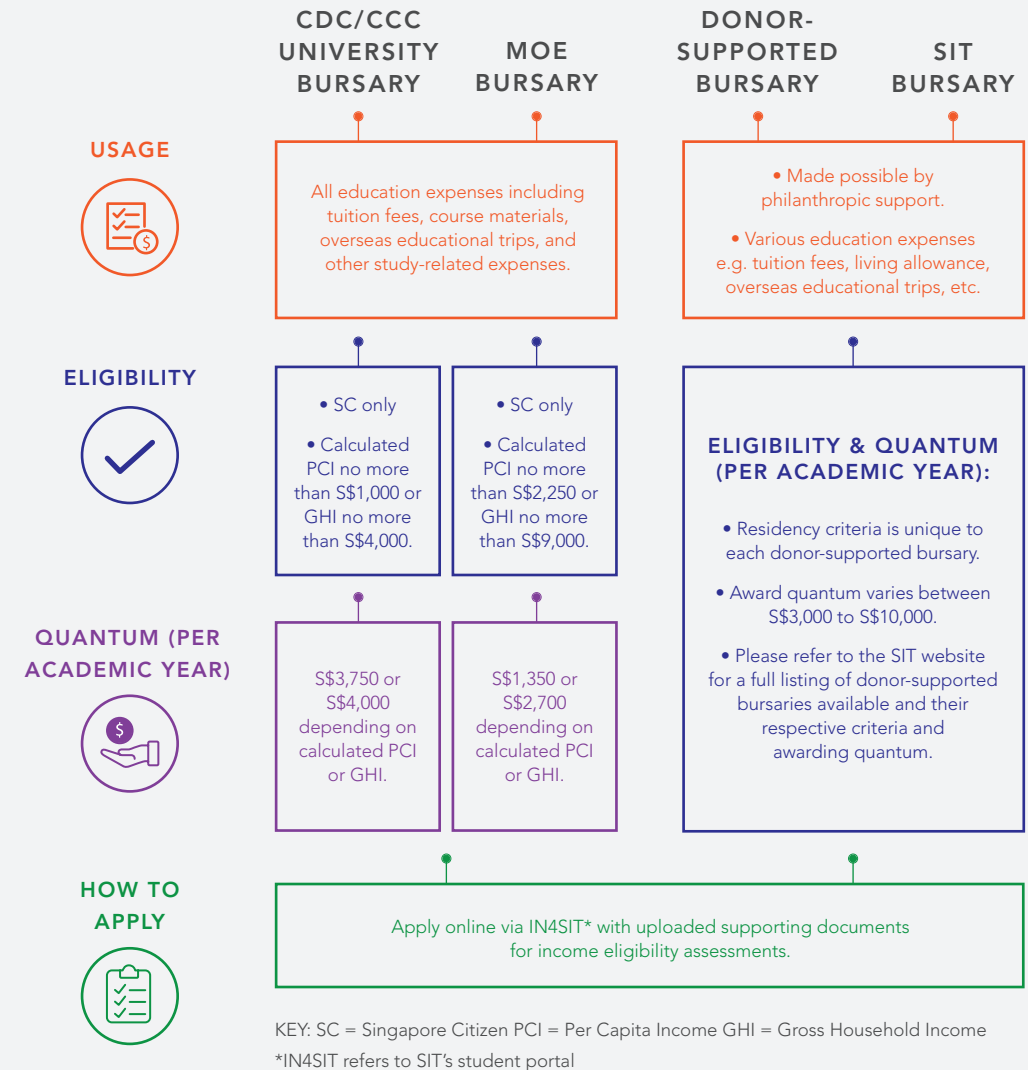 CDC/CCC
UNIVERSITY
BURSARY
MOE
BURSARY
DONOR-
SUPPORTED
BURSARY
SIT
BURSARY
USAGE
$
All education expenses including
tuition fees, course materials,
overseas educational trips, and
other study-related expenses.
• Made possible by
philanthropic support.
• Various education expenses
e.g. tuition fees, living allowance,
overseas educational trips, etc.
ELIGIBILITY
• SC only
• Calculated
PCI no more
than S$1,000 or
GHI no more
than S$4,000.
• SC only
• Calculated
PCI no more
than S$2,250 or
GHI no more
than S$9,000.
ELIGIBILITY & QUANTUM
(PER ACADEMIC YEAR):
• Residency criteria is unique to
each donor-supported bursary.
• Award quantum varies between
S$3,000 to S$10,000.
• Please refer to the SIT website
for a full listing of donor-supported
bursaries available and their
respective criteria and
awarding quantum.
QUANTUM (PER
ACADEMIC YEAR)
$
S$3,750 or
S$4,000
depending on
calculated PCI
or GHI.
S$1,350 or
S$2,700
depending on
calculated PCI
or GHI.
HOW TO
APPLY
Apply online via IN4SIT* with uploaded supporting documents
for income eligibility assessments.
KEY: SC = Singapore Citizen PCI = Per Capita Income GHI = Gross Household Income
*IN4SIT refers to SIT's student portal